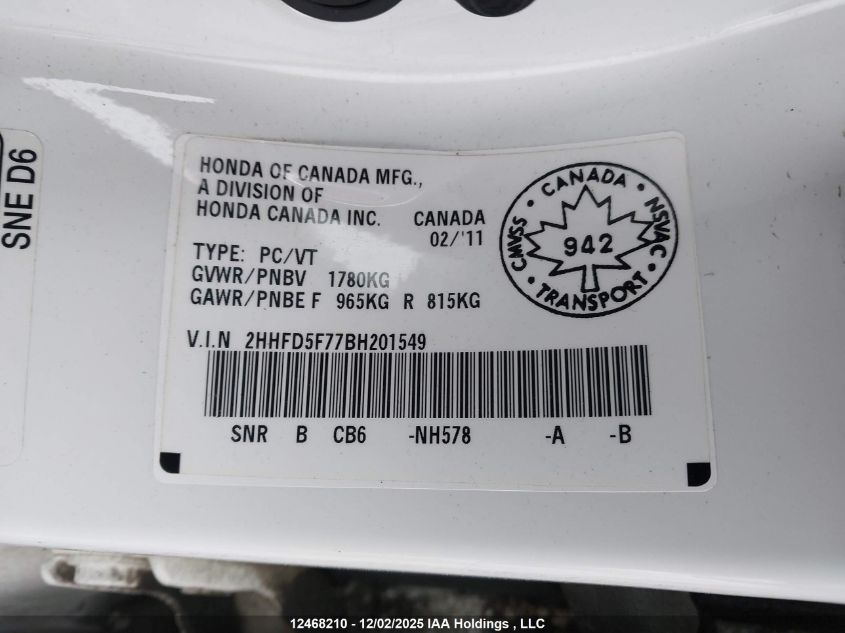 SNE D6
HONDA OF CANADA MFG.,
A DIVISION OF
HONDA CANADA INC. CANADA
02/'11
TYPE: PC/VT
GVWR/PNBV 1780KG
GAWR/PNBE F 965KG R 815KG
CANADA
CMVSS
942
NSVAC
TRANSPORT
V.I.N 2HHFD5F77BH201549
SNR B CB6 -NH578 -A -B
12468210 - 12/02/2025 IAA Holdings , LLC